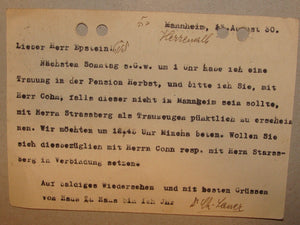 Mannheim, August 30.
Herrenalb
Lieber Herr Epstein
Nächsten Sonntag s.G.w. um 1 Uhr habe ich eine
Trauung in der Pension Herbst, und bitte ich Sie, mit
Herr Cohn, falls dieser nicht in Mannheim sein sollte,
mit Herrn Strassberg als Trauzeugen pünktlich zu erschei
nen. Wir möchten um 12,45 Uhr Mincha beten. Wollen Sie
sich diesbezüglich mit Herrn Cohn resp. mit Herrn Strass-
berg in Verbindung setzen.
Auf baldiges Wiedersehen und mit besten Grüssen
von Haus zu Haus bin ich Ihr